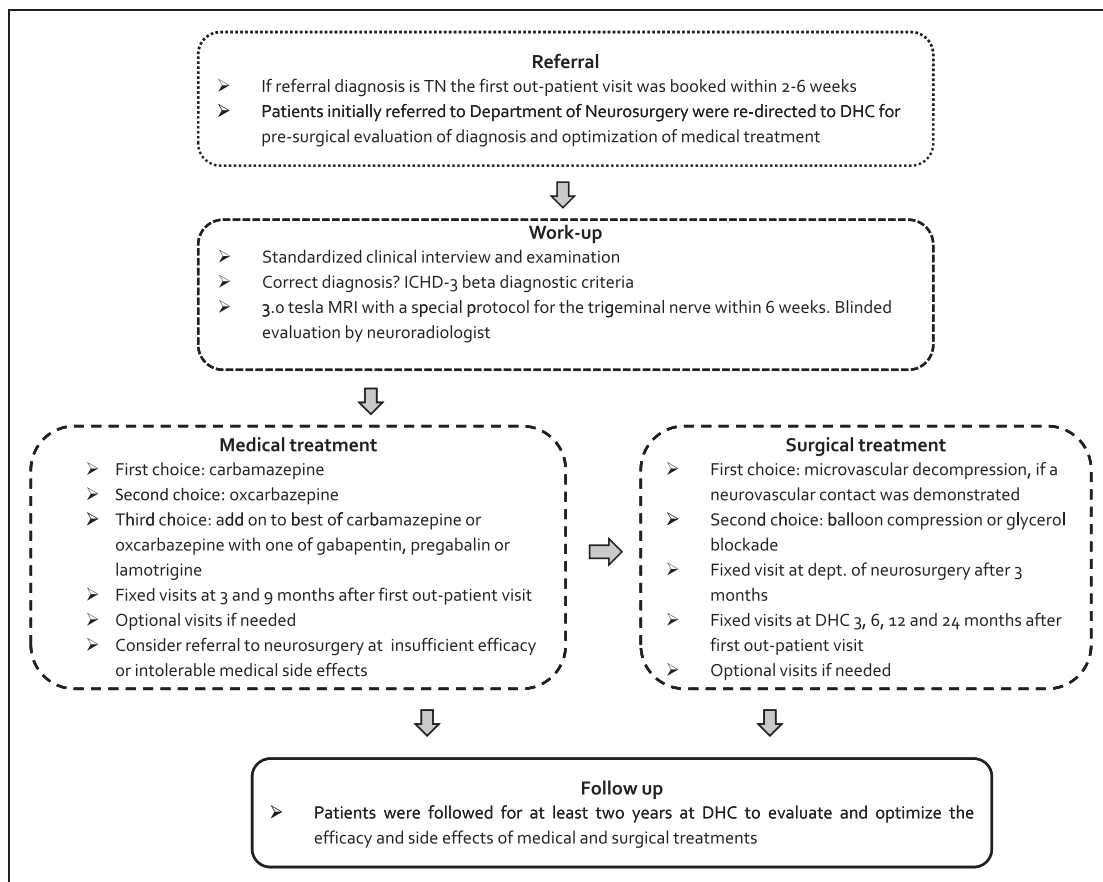 Referral
➢ If referral diagnosis is TN the first out-patient visit was booked within 2-6 weeks
➢ Patients initially referred to Department of Neurosurgery were re-directed to DHC for
pre-surgical evaluation of diagnosis and optimization of medical treatment
Work-up
➢ Standardized clinical interview and examination
➢ Correct diagnosis? ICHD-3 beta diagnostic criteria
➢ 3.0 tesla MRI with a special protocol for the trigeminal nerve within 6 weeks. Blinded
evaluation by neuroradiologist
Medical treatment
➢ First choice: carbamazepine
➢ Second choice: oxcarbazepine
➢ Third choice: add on to best of carbamazepine or
oxcarbazepine with one of gabapentin, pregabalin or
lamotrigine
➢ Fixed visits at 3 and 9 months after first out-patient visit
➢ Optional visits if needed
➢ Consider referral to neurosurgery at insufficient efficacy
or intolerable medical side effects
Surgical treatment
➢ First choice: microvascular decompression, if a
neurovascular contact was demonstrated
➢ Second choice: balloon compression or glycerol
blockade
➢ Fixed visit at dept. of neurosurgery after 3
months
➢ Fixed visits at DHC 3, 6, 12 and 24 months after
first out-patient visit
➢ Optional visits if needed
Follow up
➢ Patients were followed for at least two years at DHC to evaluate and optimize the
efficacy and side effects of medical and surgical treatments